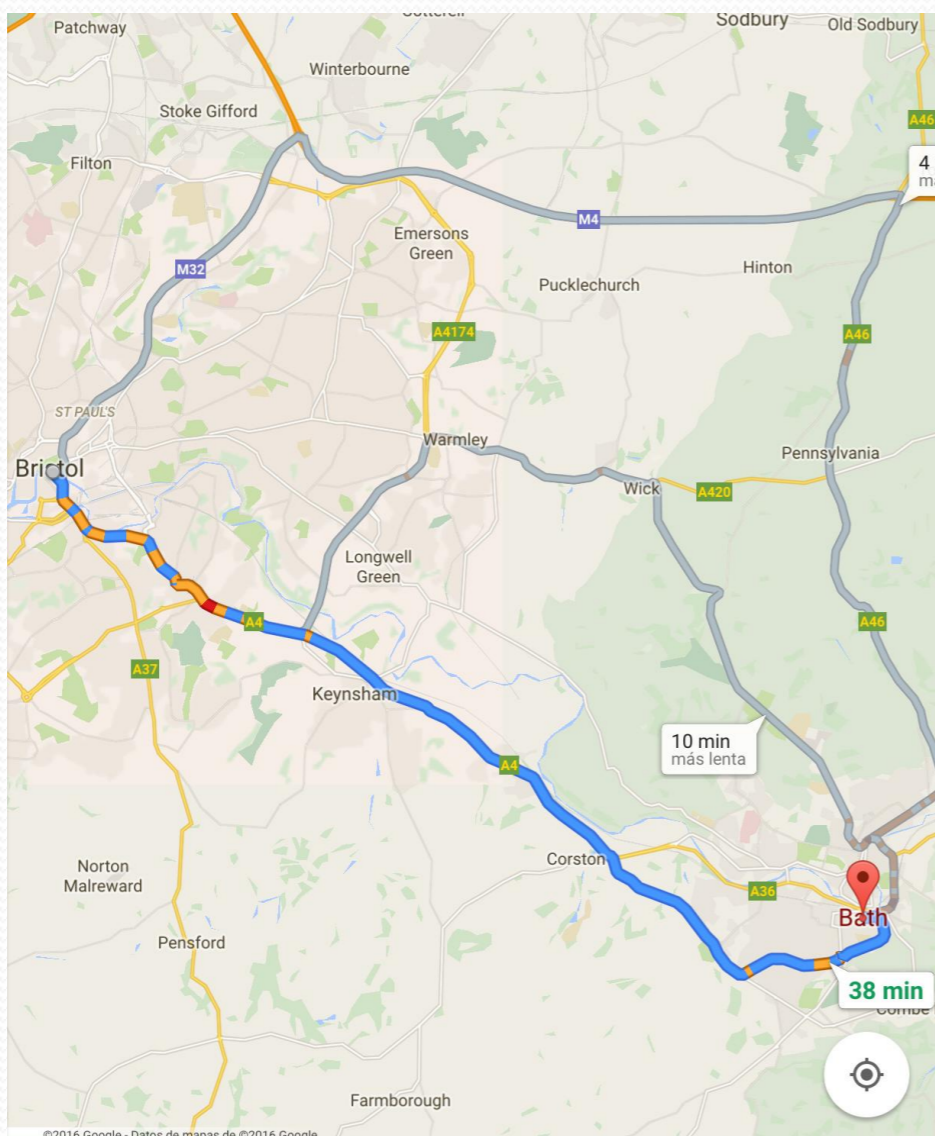 Patchway
Sodbury
Old Sodbury
Winterbourne
Stoke Gifford
A46
Filton
4
M4
Emersons
Green
M32
Hinton
Pucklechurch
A4174
A46
ST PAUL'S
Warmley
Pennsylvania
Bristol
Wick
A420
Longwell
Green
A4
A46
A37
Keynsham
10 min
más lenta
A4
Corston
Norton
Malreward
A36
Bath
Pensford
38 min
Combe
Farmborough
©2016 Google - Datos de mapas de ©2016 Google